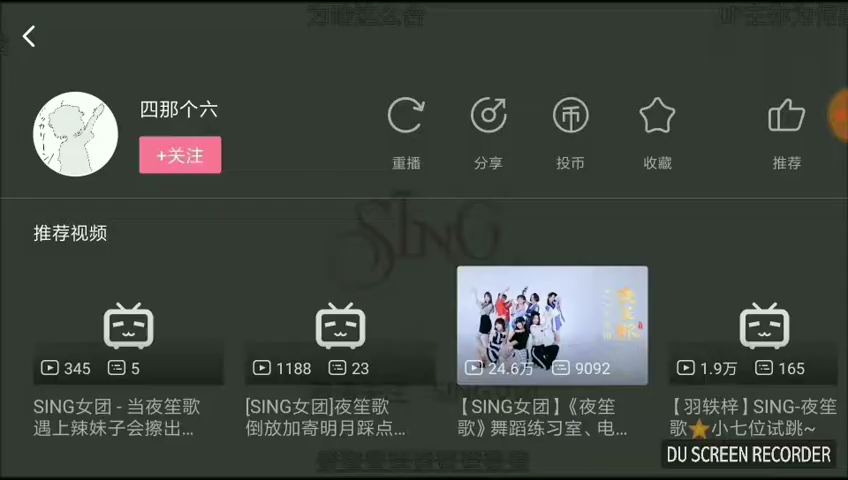 四那个六
+关注
重播
分享
投币
收藏
推荐
SING
推荐视频
345
5
1188
23
24.6万
9092
1.9万
165
SING女团 - 当夜笙歌
遇上辣妹子会擦出...
[SING女团]夜笙歌
倒放加寄明月踩点...
【SING女团】《夜笙
歌》舞蹈练习室、电...
【羽轶梓】SING-夜笙
歌⭐小七位试跳~
DU SCREEN RECORDER